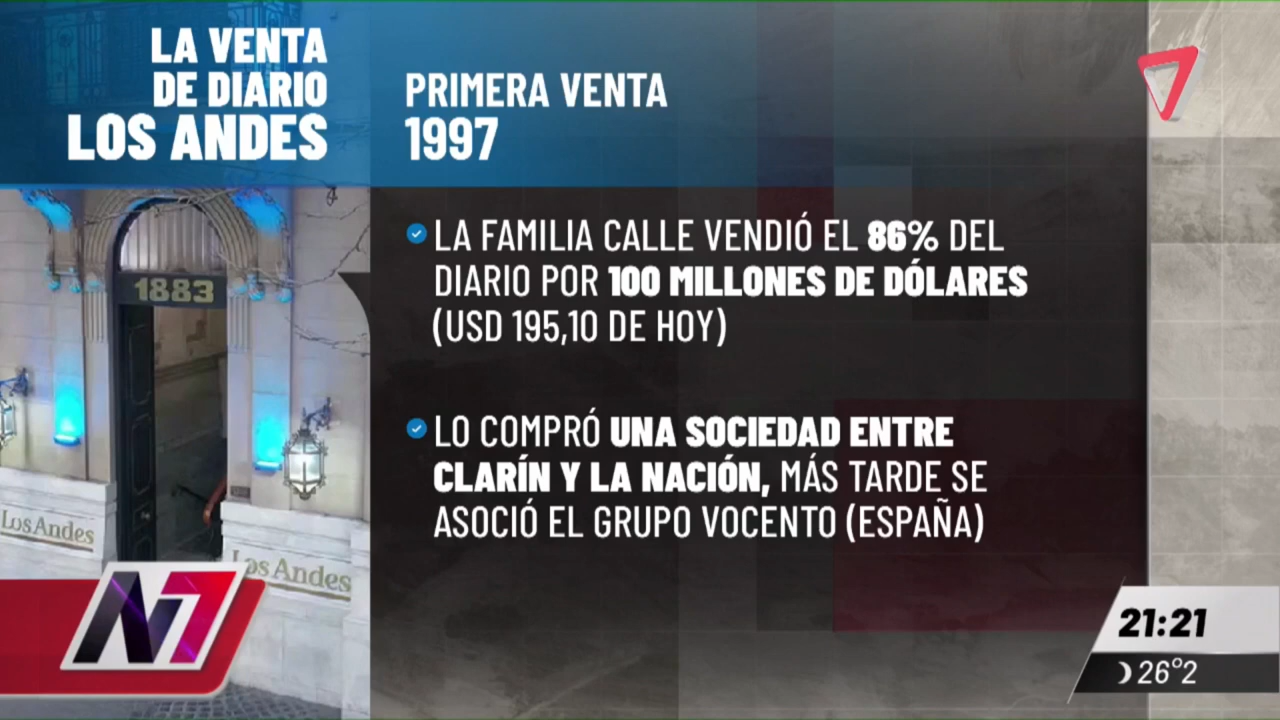 LA VENTA
DE DIARIO
LOS ANDES
PRIMERA VENTA
1997
LA FAMILIA CALLE VENDIÓ EL 86% DEL
DIARIO POR 100 MILLONES DE DÓLARES
(USD 195,10 DE HOY)
LO COMPRÓ UNA SOCIEDAD ENTRE
CLARÍN Y LA NACIÓN, MÁS TARDE SE
ASOCIÓ EL GRUPO VOCENTO (ESPAÑA)
1883
Los Andes
Los Andes
N7
21:21
26°2